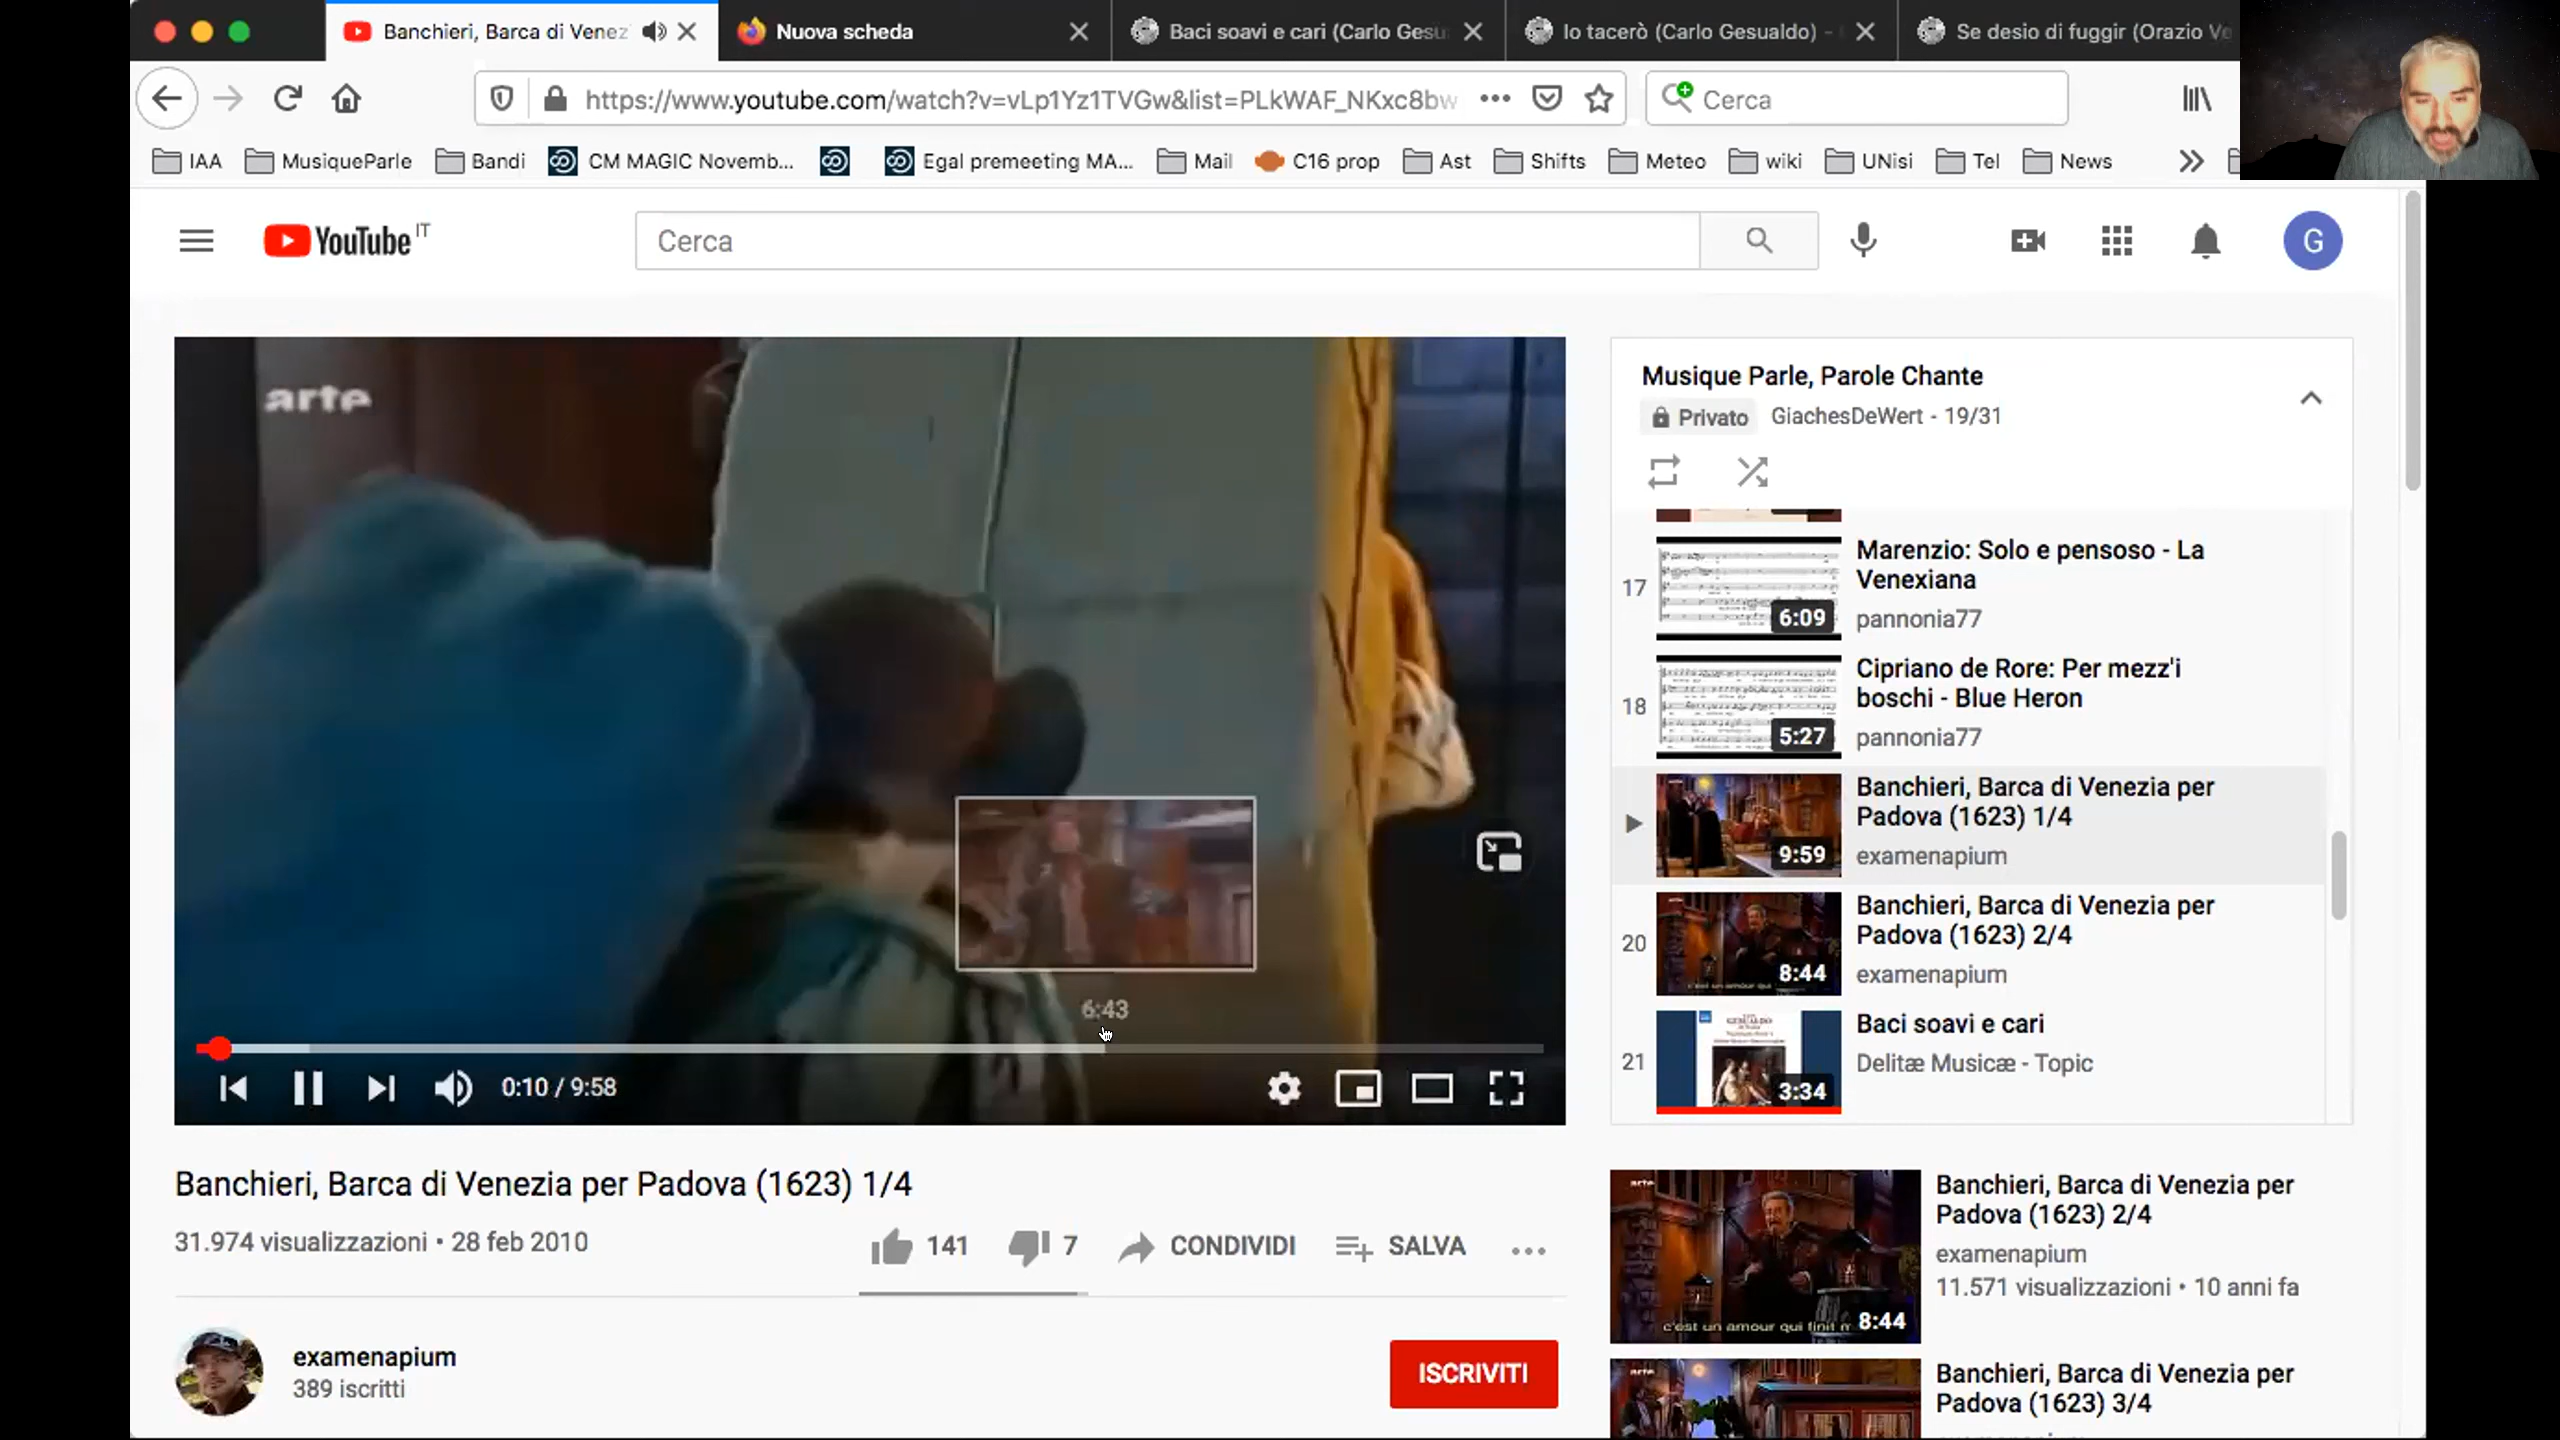 Banchieri, Barca di Venez
Nuova scheda
Baci soavi e cari (Carlo Gesu
Io tacerò (Carlo Gesualdo) -
Se desio di fuggir (Orazio Ve
https://www.youtube.com/watch?v=vLp1Yz1TVGw&list=PLkWAF_NKxc8bw
Cerca
IAA
MusiqueParle
Bandi
CM MAGIC Novemb...
Egal premeeting MA...
Mail
C16 prop
Ast
Shifts
Meteo
wiki
UNisi
Tel
News
YouTube IT
Cerca
G
arte
6:43
0:10 / 9:58
Musique Parle, Parole Chante
Privato GiachesDeWert - 19/31
17
6:09
Marenzio: Solo e pensoso - La
Venexiana
pannonia77
18
5:27
Cipriano de Rore: Per mezz'i
boschi - Blue Heron
pannonia77
9:59
Banchieri, Barca di Venezia per
Padova (1623) 1/4
examenapium
20
8:44
Banchieri, Barca di Venezia per
Padova (1623) 2/4
examenapium
21
3:34
Baci soavi e cari
Delitæ Musicæ - Topic
Banchieri, Barca di Venezia per Padova (1623) 1/4
31.974 visualizzazioni • 28 feb 2010
141
7
CONDIVIDI
SALVA
examenapium
389 iscritti
ISCRIVITI
arte
c'est un amour qui finit
8:44
Banchieri, Barca di Venezia per
Padova (1623) 2/4
examenapium
11.571 visualizzazioni • 10 anni fa
arte
Banchieri, Barca di Venezia per
Padova (1623) 3/4